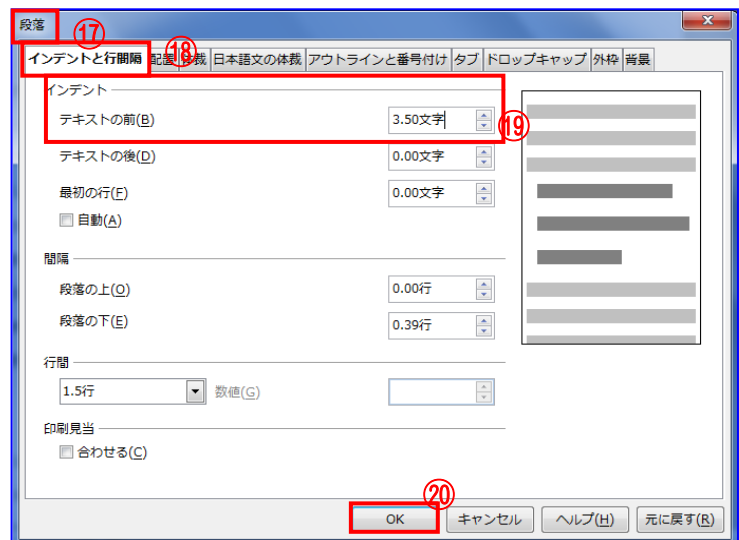 段落
⑰
⑱
インデントと行間隔 配置 体裁 日本語文の体裁 アウトラインと番号付け タブ ドロップキャップ 外枠 背景
インデント
テキストの前(B) 3.50文字
⑲
テキストの後(D) 0.00文字
最初の行(F) 0.00文字
自動(A)
間隔
段落の上(O) 0.00行
段落の下(E) 0.39行
行間
1.5行 数値(G)
印刷見当
合わせる(C)
⑳
OK キャンセル ヘルプ(H) 元に戻す(R)